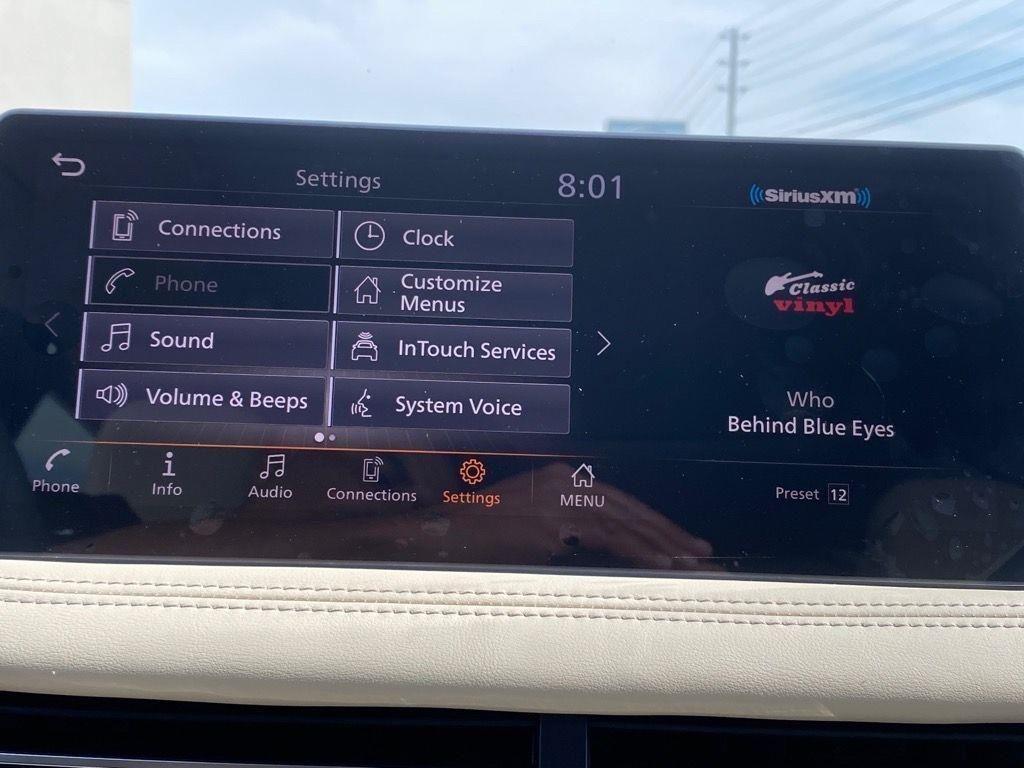 Settings
8:01
SiriusXM
Connections
Clock
Phone
Customize
Menus
Sound
InTouch Services
Volume & Beeps
System Voice
Classic
vinyl
Who
Behind Blue Eyes
Phone
Info
Audio
Connections
Settings
MENU
Preset 12